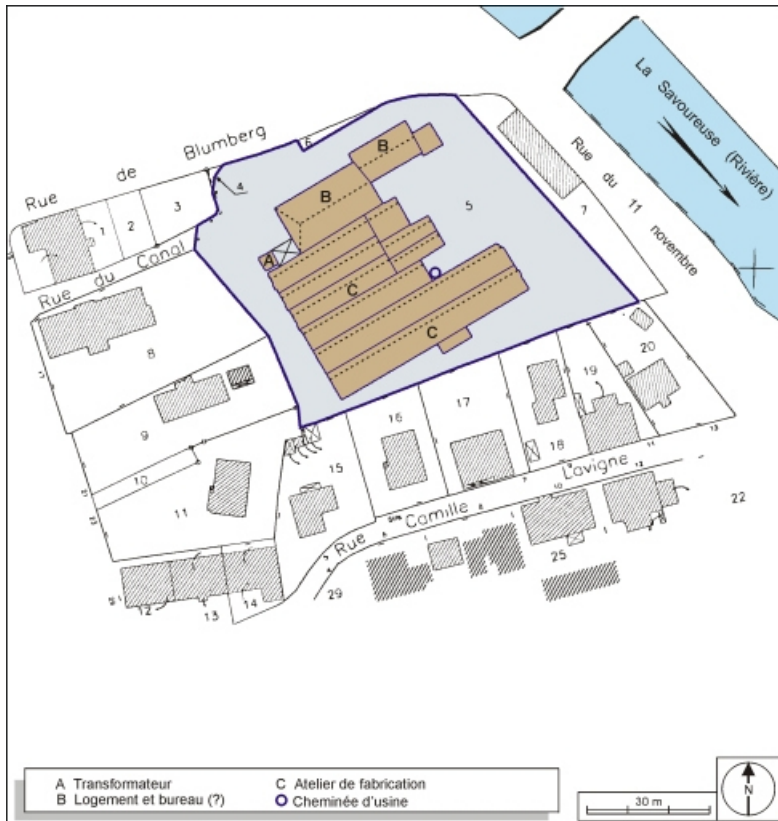 La Savoureuse (Rivière)
Rue de Blumberg
Rue du 11 novembre
Rue du Canal
1
2
3
4
6
5
7
B
B
A
C
C
8
9
10
11
12
13
14
15
16
17
18
19
20
22
25
29
Rue Camille Lavigne
A Transformateur
B Logement et bureau (?)
C Atelier de fabrication
Cheminée d'usine
30 m
N